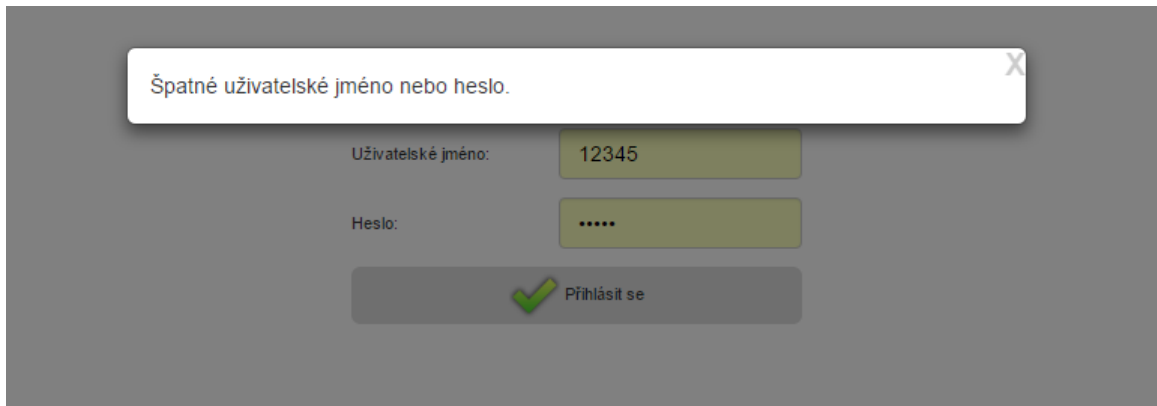 X
Špatné uživatelské jméno nebo heslo.
Uživatelské jméno: 12345
Heslo: •••••
Přihlásit se